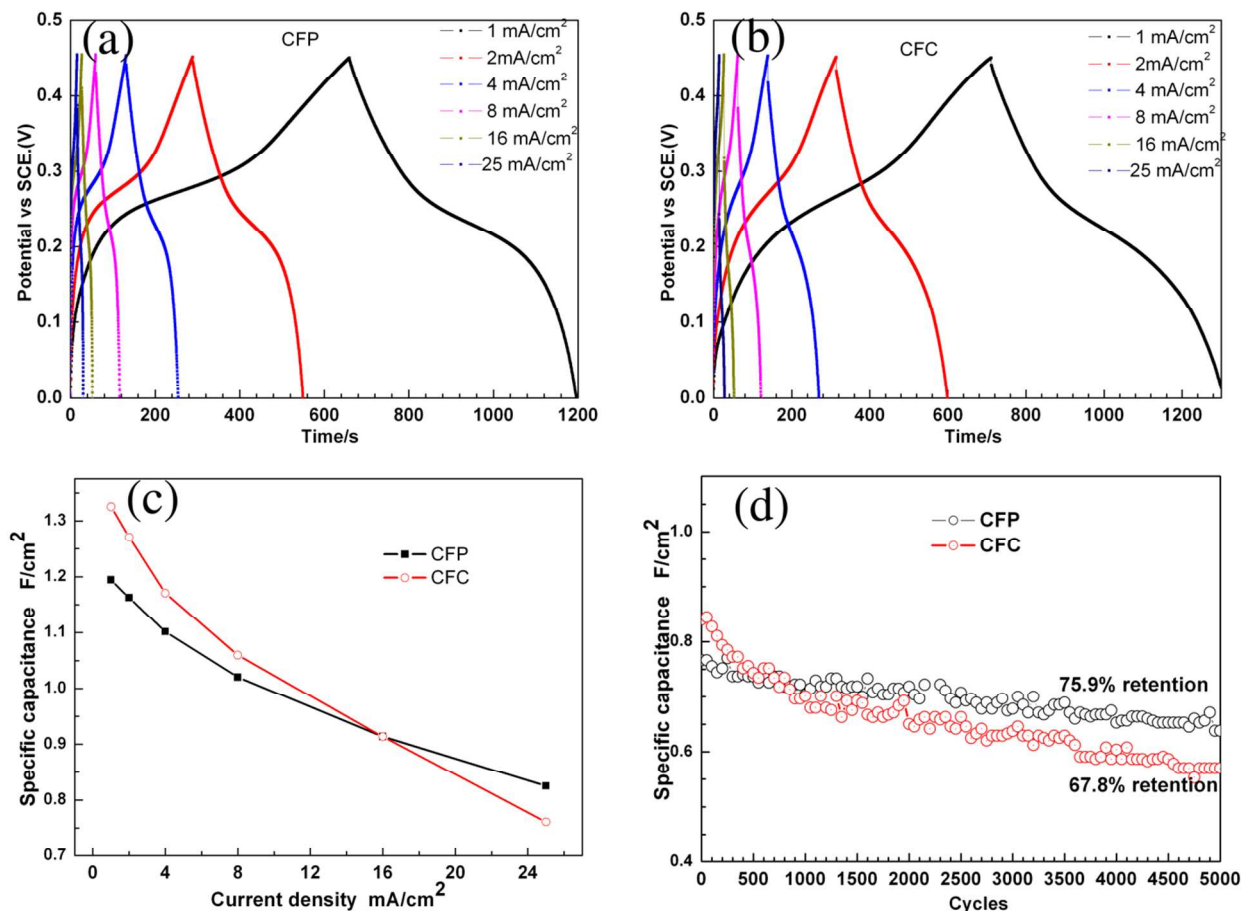 (a)
CFP
1 mA/cm²
2mA/cm²
4 mA/cm²
8 mA/cm²
16 mA/cm²
25 mA/cm²
Potential vs SCE.(V)
0.5
0.4
0.3
0.2
0.1
0.0
0 200 400 600 800 1000 1200
Time/s
(b)
CFC
1 mA/cm²
2mA/cm²
4 mA/cm²
8 mA/cm²
16 mA/cm²
25 mA/cm²
Potential vs SCE.(V)
0.5
0.4
0.3
0.2
0.1
0.0
0 200 400 600 800 1000 1200
Time/s
(c)
CFP
CFC
Specific capacitance F/cm²
1.3
1.2
1.1
1.0
0.9
0.8
0.7
0 4 8 12 16 20 24
Current density mA/cm²
(d)
CFP
CFC
75.9% retention
67.8% retention
Specific capacitance F/cm²
1.0
0.8
0.6
0.4
0 500 1000 1500 2000 2500 3000 3500 4000 4500 5000
Cycles